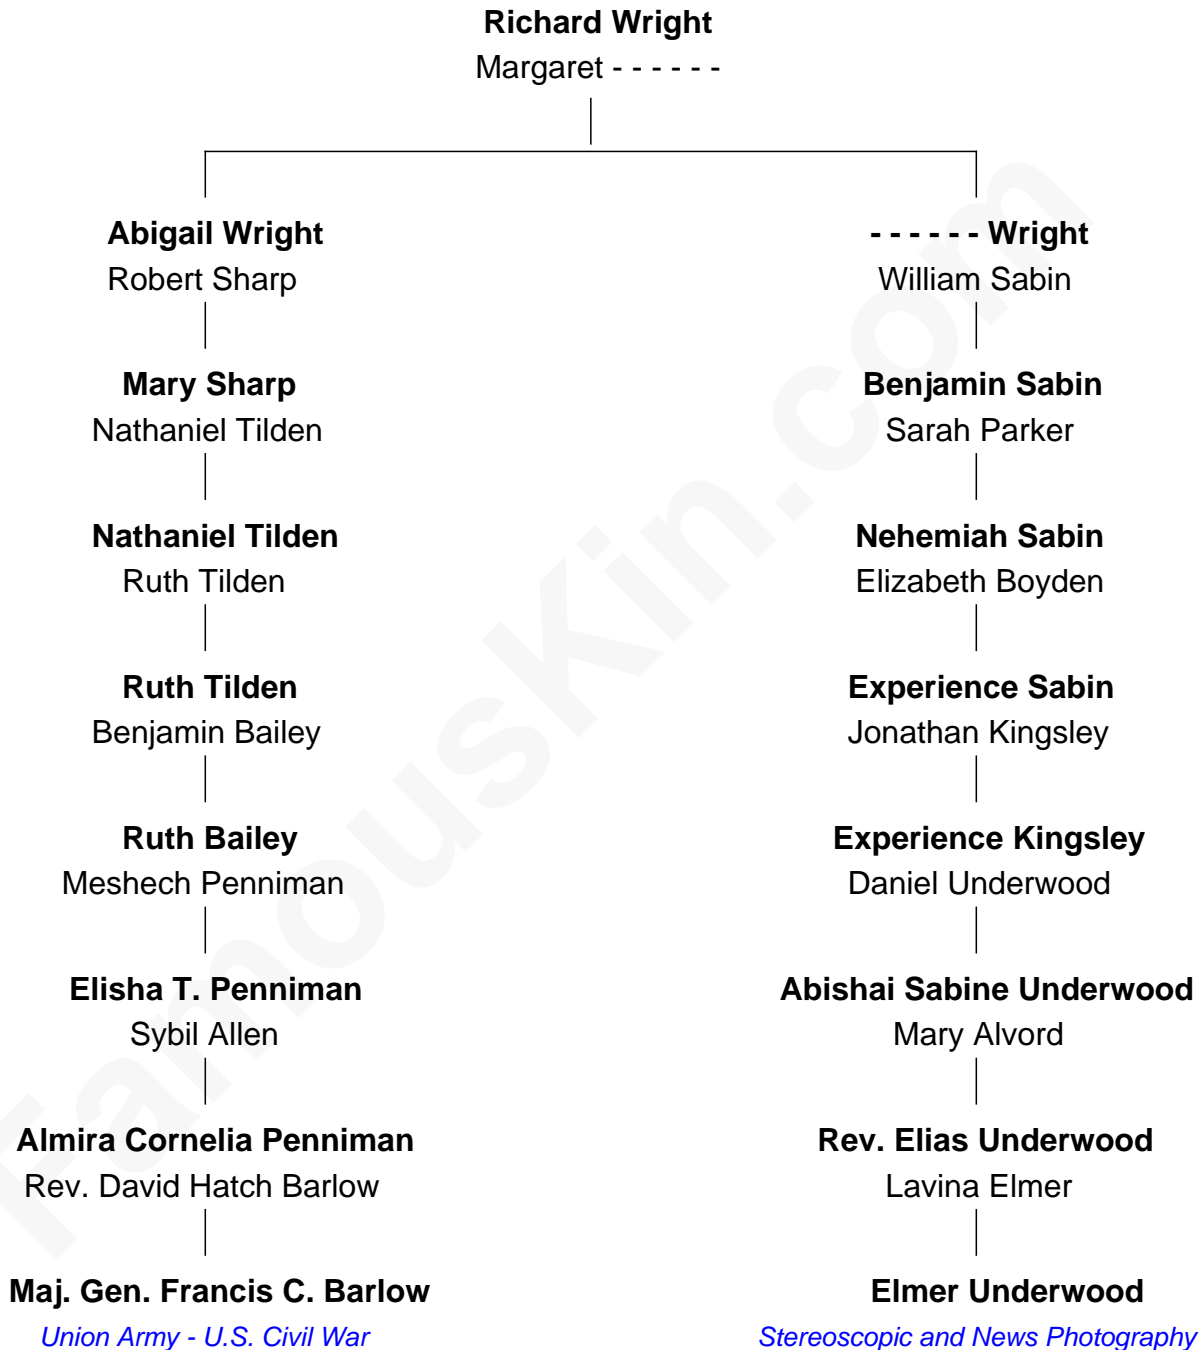 Richard Wright
Margaret - - - - - -
Abigail Wright
Robert Sharp
- - - - - - Wright
William Sabin
Mary Sharp
Nathaniel Tilden
Benjamin Sabin
Sarah Parker
Nathaniel Tilden
Ruth Tilden
Nehemiah Sabin
Elizabeth Boyden
Ruth Tilden
Benjamin Bailey
Experience Sabin
Jonathan Kingsley
Ruth Bailey
Meshech Penniman
Experience Kingsley
Daniel Underwood
Elisha T. Penniman
Sybil Allen
Abishai Sabine Underwood
Mary Alvord
Almira Cornelia Penniman
Rev. David Hatch Barlow
Rev. Elias Underwood
Lavina Elmer
Maj. Gen. Francis C. Barlow
Union Army - U.S. Civil War
Elmer Underwood
Stereoscopic and News Photography
FamousKin.com